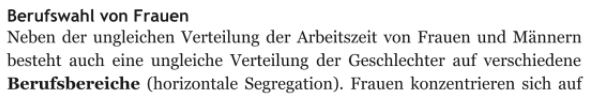 Berufswahl von Frauen
Neben der ungleichen Verteilung der Arbeitszeit von Frauen und Männern
besteht auch eine ungleiche Verteilung der Geschlechter auf verschiedene
Berufsbereiche (horizontale Segregation). Frauen konzentrieren sich auf